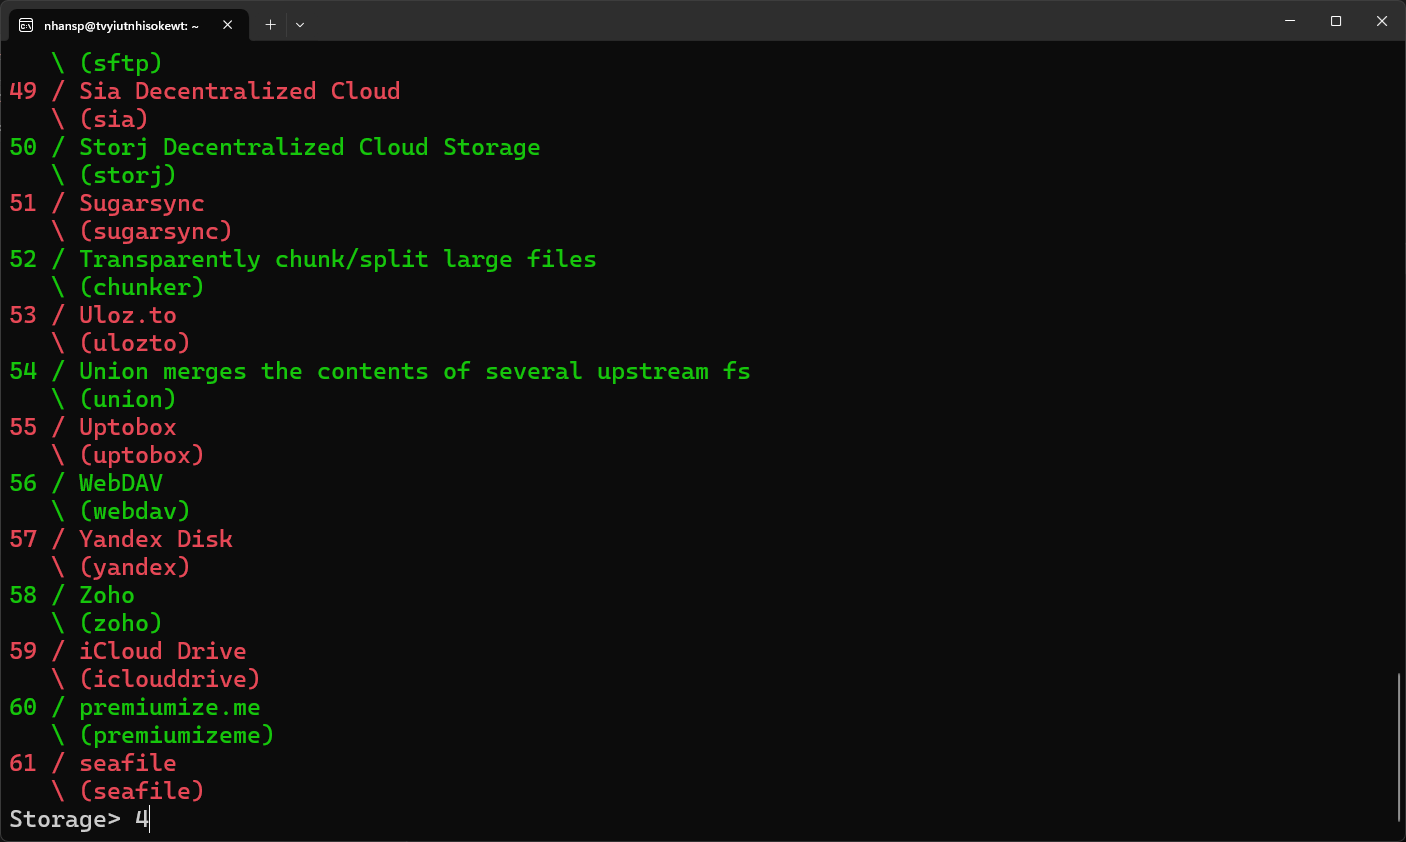 nhansp@tvyiutnhisokewt: ~
\ (sftp)
49 / Sia Decentralized Cloud
\ (sia)
50 / Storj Decentralized Cloud Storage
\ (storj)
51 / Sugarsync
\ (sugarsync)
52 / Transparently chunk/split large files
\ (chunker)
53 / Uloz.to
\ (ulozto)
54 / Union merges the contents of several upstream fs
\ (union)
55 / Uptobox
\ (uptobox)
56 / WebDAV
\ (webdav)
57 / Yandex Disk
\ (yandex)
58 / Zoho
\ (zoho)
59 / iCloud Drive
\ (iclouddrive)
60 / premiumize.me
\ (premiumizeme)
61 / seafile
\ (seafile)
Storage> 4